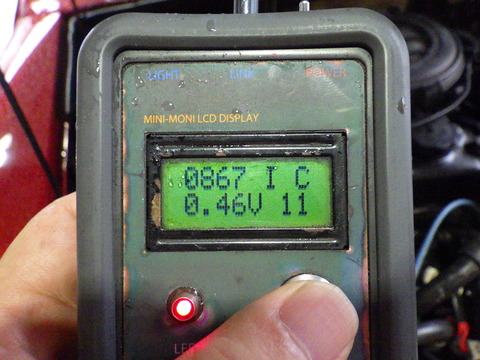 LIGHT LINK POWER
MINI-MONI LCD DISPLAY
0867 I C
0.46V 11